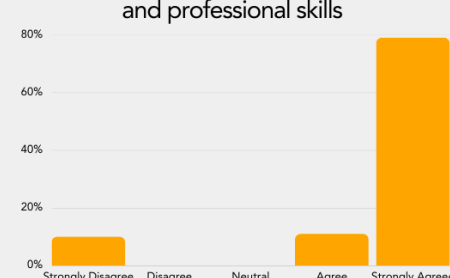 and professional skills
80%
60%
40%
20%
0%
Strongly Disagree Disagree Neutral Agree Strongly Agree